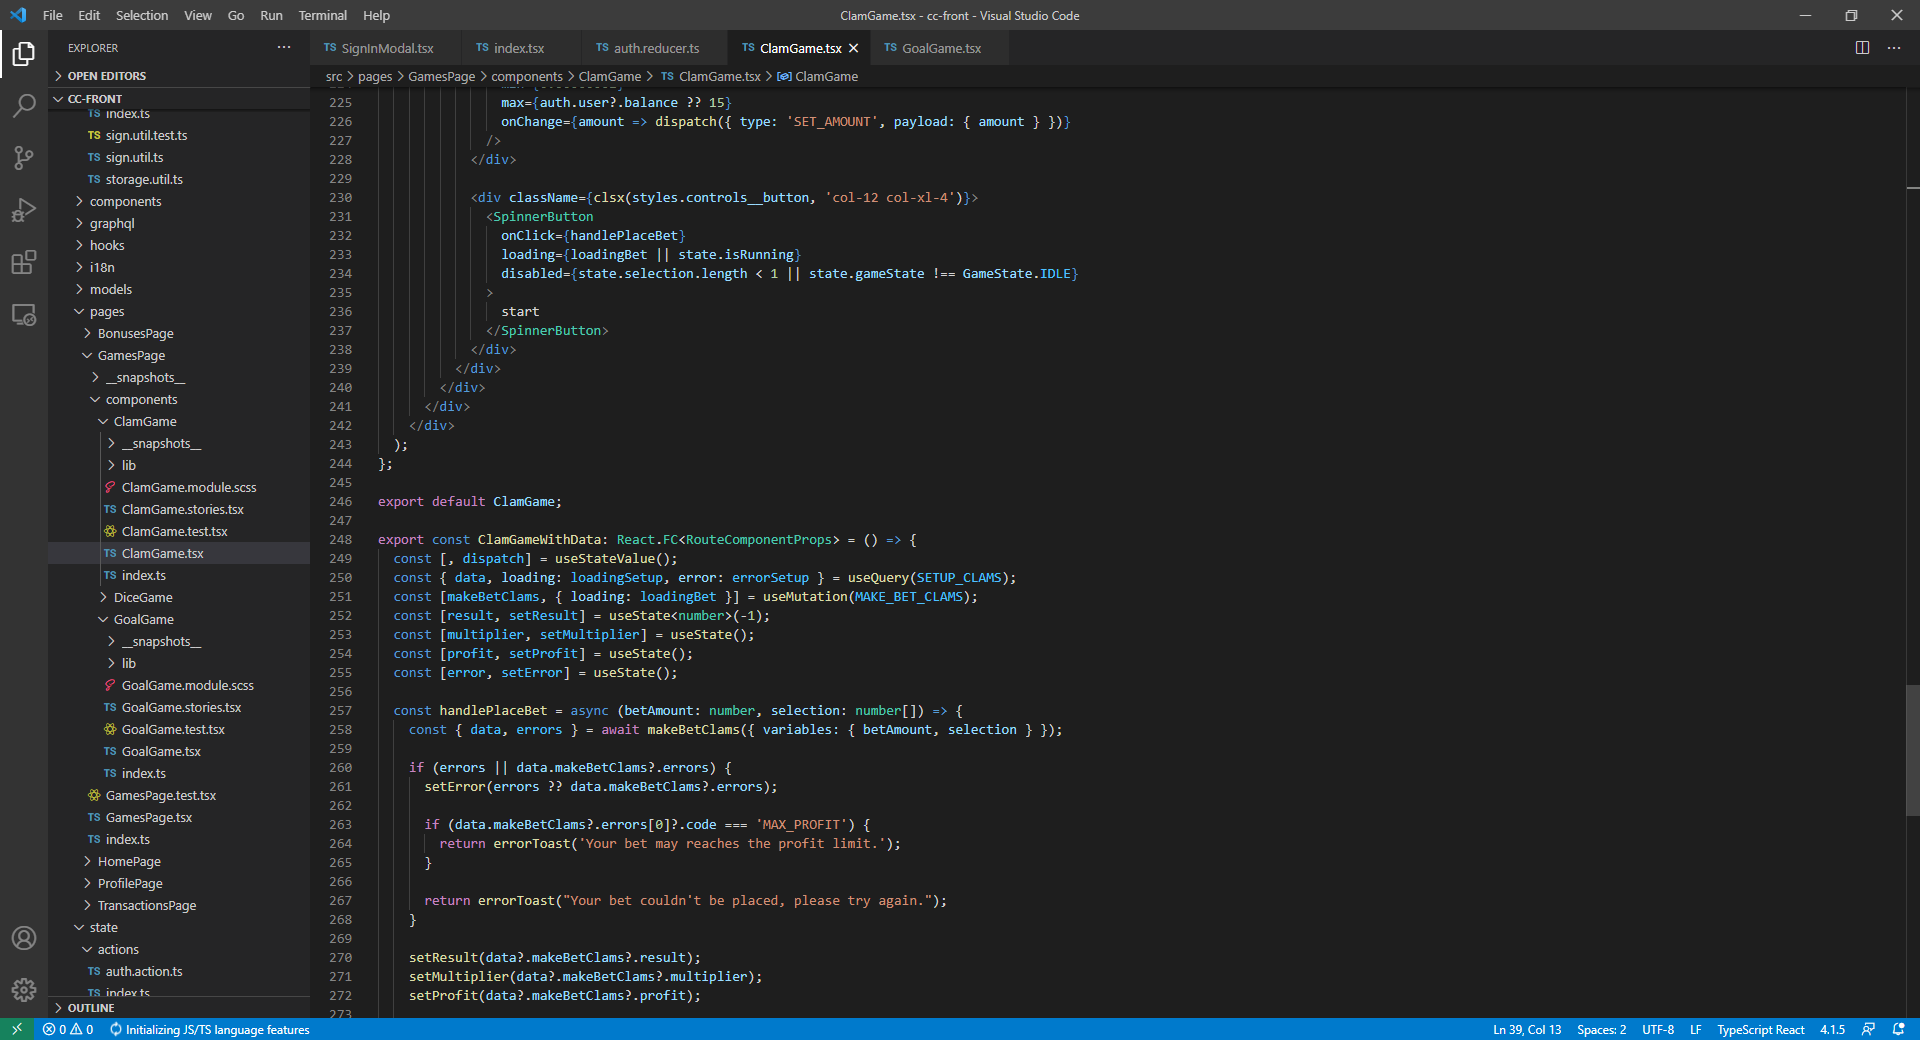 File Edit Selection View Go Run Terminal Help
ClamGame.tsx - cc-front - Visual Studio Code
EXPLORER
OPEN EDITORS
CC-FRONT
index.ts
TS sign.util.test.ts
TS sign.util.ts
TS storage.util.ts
components
graphql
hooks
i18n
models
pages
BonusesPage
GamesPage
__snapshots__
components
ClamGame
__snapshots__
lib
ClamGame.module.scss
TS ClamGame.stories.tsx
ClamGame.test.tsx
TS ClamGame.tsx
TS index.ts
DiceGame
GoalGame
__snapshots__
lib
GoalGame.module.scss
TS GoalGame.stories.tsx
GoalGame.test.tsx
TS GoalGame.tsx
TS index.ts
GamesPage.test.tsx
TS GamesPage.tsx
TS index.ts
HomePage
ProfilePage
TransactionsPage
state
actions
TS auth.action.ts
TS index.ts
OUTLINE
TS SignInModal.tsx TS index.tsx TS auth.reducer.ts TS ClamGame.tsx TS GoalGame.tsx
src > pages > GamesPage > components > ClamGame > TS ClamGame.tsx > ClamGame
225 max={auth.user?.balance ?? 15}
226 onChange={amount => dispatch({ type: 'SET_AMOUNT', payload: { amount } })}
227 />
228 </div>
229
230 <div className={clsx(styles.controls__button, 'col-12 col-xl-4')}>
231 <SpinnerButton
232 onClick={handlePlaceBet}
233 loading={loadingBet || state.isRunning}
234 disabled={state.selection.length < 1 || state.gameState !== GameState.IDLE}
235 >
236 start
237 </SpinnerButton>
238 </div>
239 </div>
240 </div>
241 </div>
242 </div>
243 );
244 };
245
246 export default ClamGame;
247
248 export const ClamGameWithData: React.FC<RouteComponentProps> = () => {
249 const [, dispatch] = useStateValue();
250 const { data, loading: loadingSetup, error: errorSetup } = useQuery(SETUP_CLAMS);
251 const [makeBetClams, { loading: loadingBet }] = useMutation(MAKE_BET_CLAMS);
252 const [result, setResult] = useState<number>(-1);
253 const [multiplier, setMultiplier] = useState();
254 const [profit, setProfit] = useState();
255 const [error, setError] = useState();
256
257 const handlePlaceBet = async (betAmount: number, selection: number[]) => {
258 const { data, errors } = await makeBetClams({ variables: { betAmount, selection } });
259
260 if (errors || data.makeBetClams?.errors) {
261 setError(errors ?? data.makeBetClams?.errors);
262
263 if (data.makeBetClams?.errors[0]?.code === 'MAX_PROFIT') {
264 return errorToast('Your bet may reaches the profit limit.');
265 }
266
267 return errorToast("Your bet couldn't be placed, please try again.");
268 }
269
270 setResult(data?.makeBetClams?.result);
271 setMultiplier(data?.makeBetClams?.multiplier);
272 setProfit(data?.makeBetClams?.profit);
273
0 0 Initializing JS/TS language features
Ln 39, Col 13 Spaces: 2 UTF-8 LF TypeScript React 4.1.5